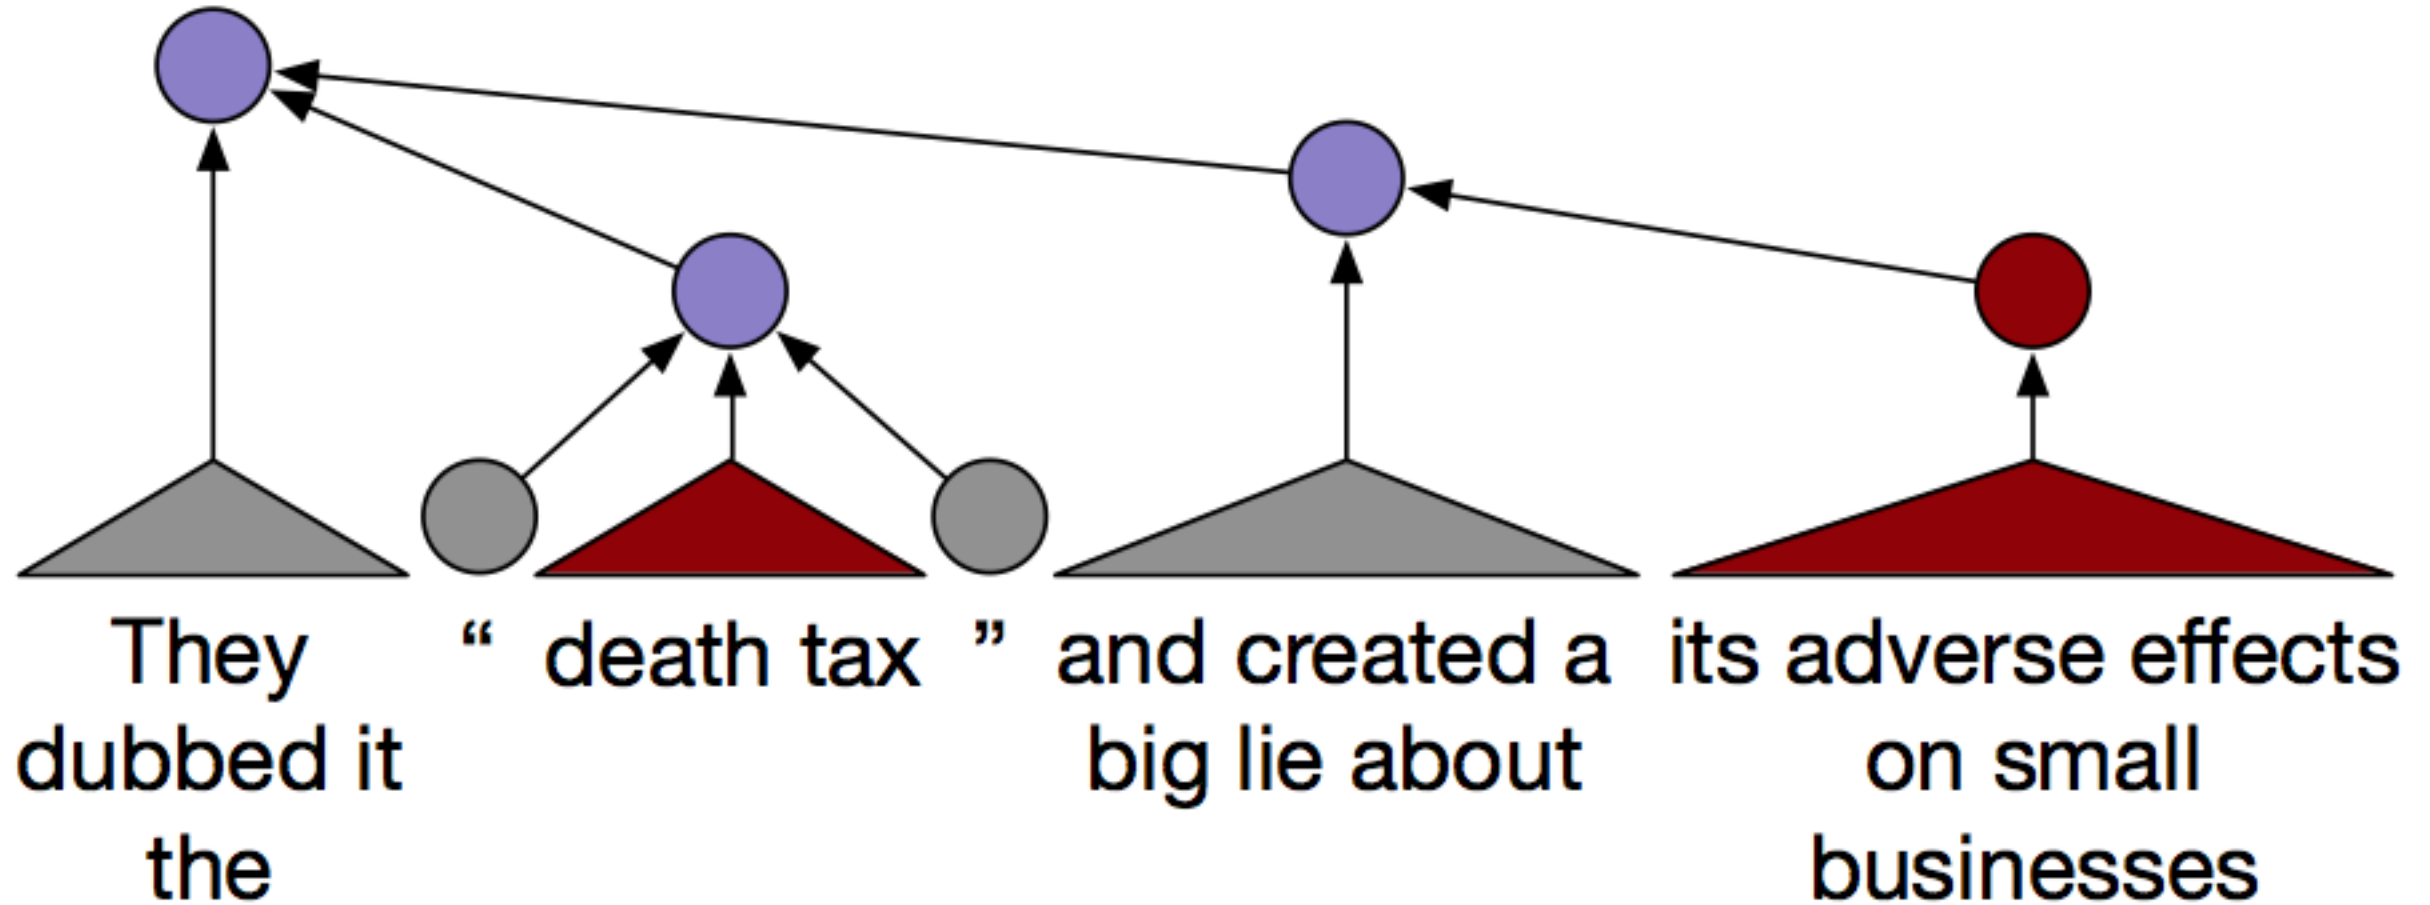 They “ death tax ” and created a its adverse effects
dubbed it big lie about on small
the businesses